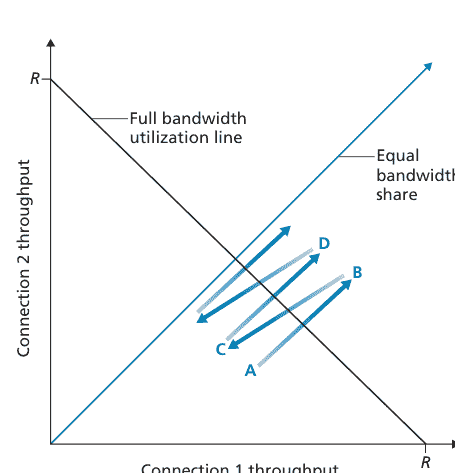 R
Full bandwidth
utilization line
Equal
bandwidth
share
Connection 2 throughput
D
B
C
A
R
Connection 1 throughput